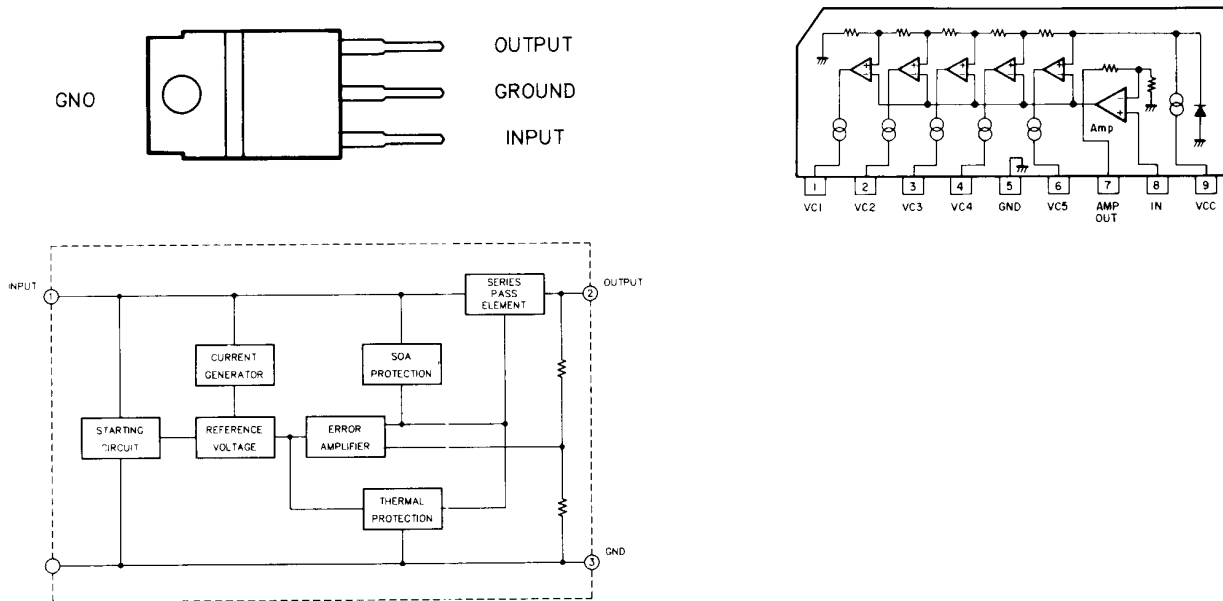 GNO
OUTPUT
GROUND
INPUT
Amp
1 2 3 4 5 6 7 8 9
VC1 VC2 VC3 VC4 GND VC5 AMP OUT IN VCC
INPUT
1
SERIES
PASS
ELEMENT
2
OUTPUT
CURRENT
GENERATOR
SOA
PROTECTION
STARTING
CIRCUIT
REFERENCE
VOLTAGE
ERROR
AMPLIFIER
THERMAL
PROTECTION
3
GND